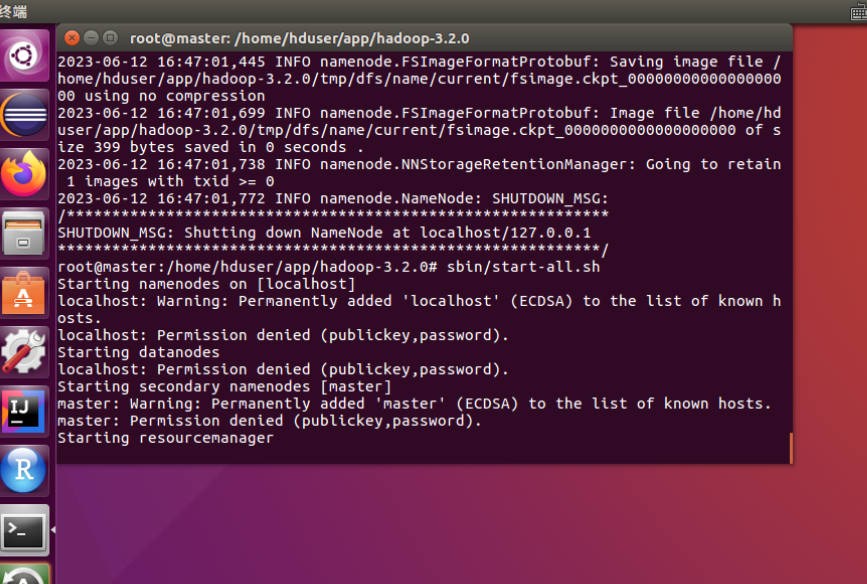 终端
root@master: /home/hduser/app/hadoop-3.2.0
2023-06-12 16:47:01,445 INFO namenode.FSImageFormatProtobuf: Saving image file /
home/hduser/app/hadoop-3.2.0/tmp/dfs/name/current/fsimage.ckpt_00000000000000000
00 using no compression
2023-06-12 16:47:01,699 INFO namenode.FSImageFormatProtobuf: Image file /home/hd
user/app/hadoop-3.2.0/tmp/dfs/name/current/fsimage.ckpt_0000000000000000000 of s
ize 399 bytes saved in 0 seconds .
2023-06-12 16:47:01,738 INFO namenode.NNStorageRetentionManager: Going to retain
 1 images with txid >= 0
2023-06-12 16:47:01,772 INFO namenode.NameNode: SHUTDOWN_MSG:
/************************************************************
SHUTDOWN_MSG: Shutting down NameNode at localhost/127.0.0.1
************************************************************/
root@master:/home/hduser/app/hadoop-3.2.0# sbin/start-all.sh
Starting namenodes on [localhost]
localhost: Warning: Permanently added 'localhost' (ECDSA) to the list of known h
osts.
localhost: Permission denied (publickey,password).
Starting datanodes
localhost: Permission denied (publickey,password).
Starting secondary namenodes [master]
master: Warning: Permanently added 'master' (ECDSA) to the list of known hosts.
master: Permission denied (publickey,password).
Starting resourcemanager
IJ
R
>_